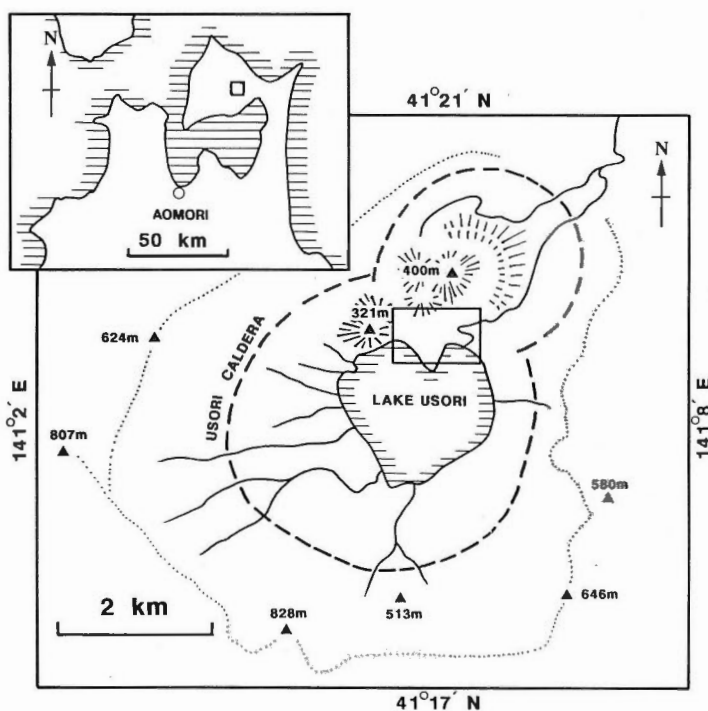 N
AOMORI
50 km
41°21′ N
N
400m
321m
624m
USORI CALDERA
LAKE USORI
141°2′ E
141°8′ E
807m
580m
2 km
828m
513m
646m
41°17′ N